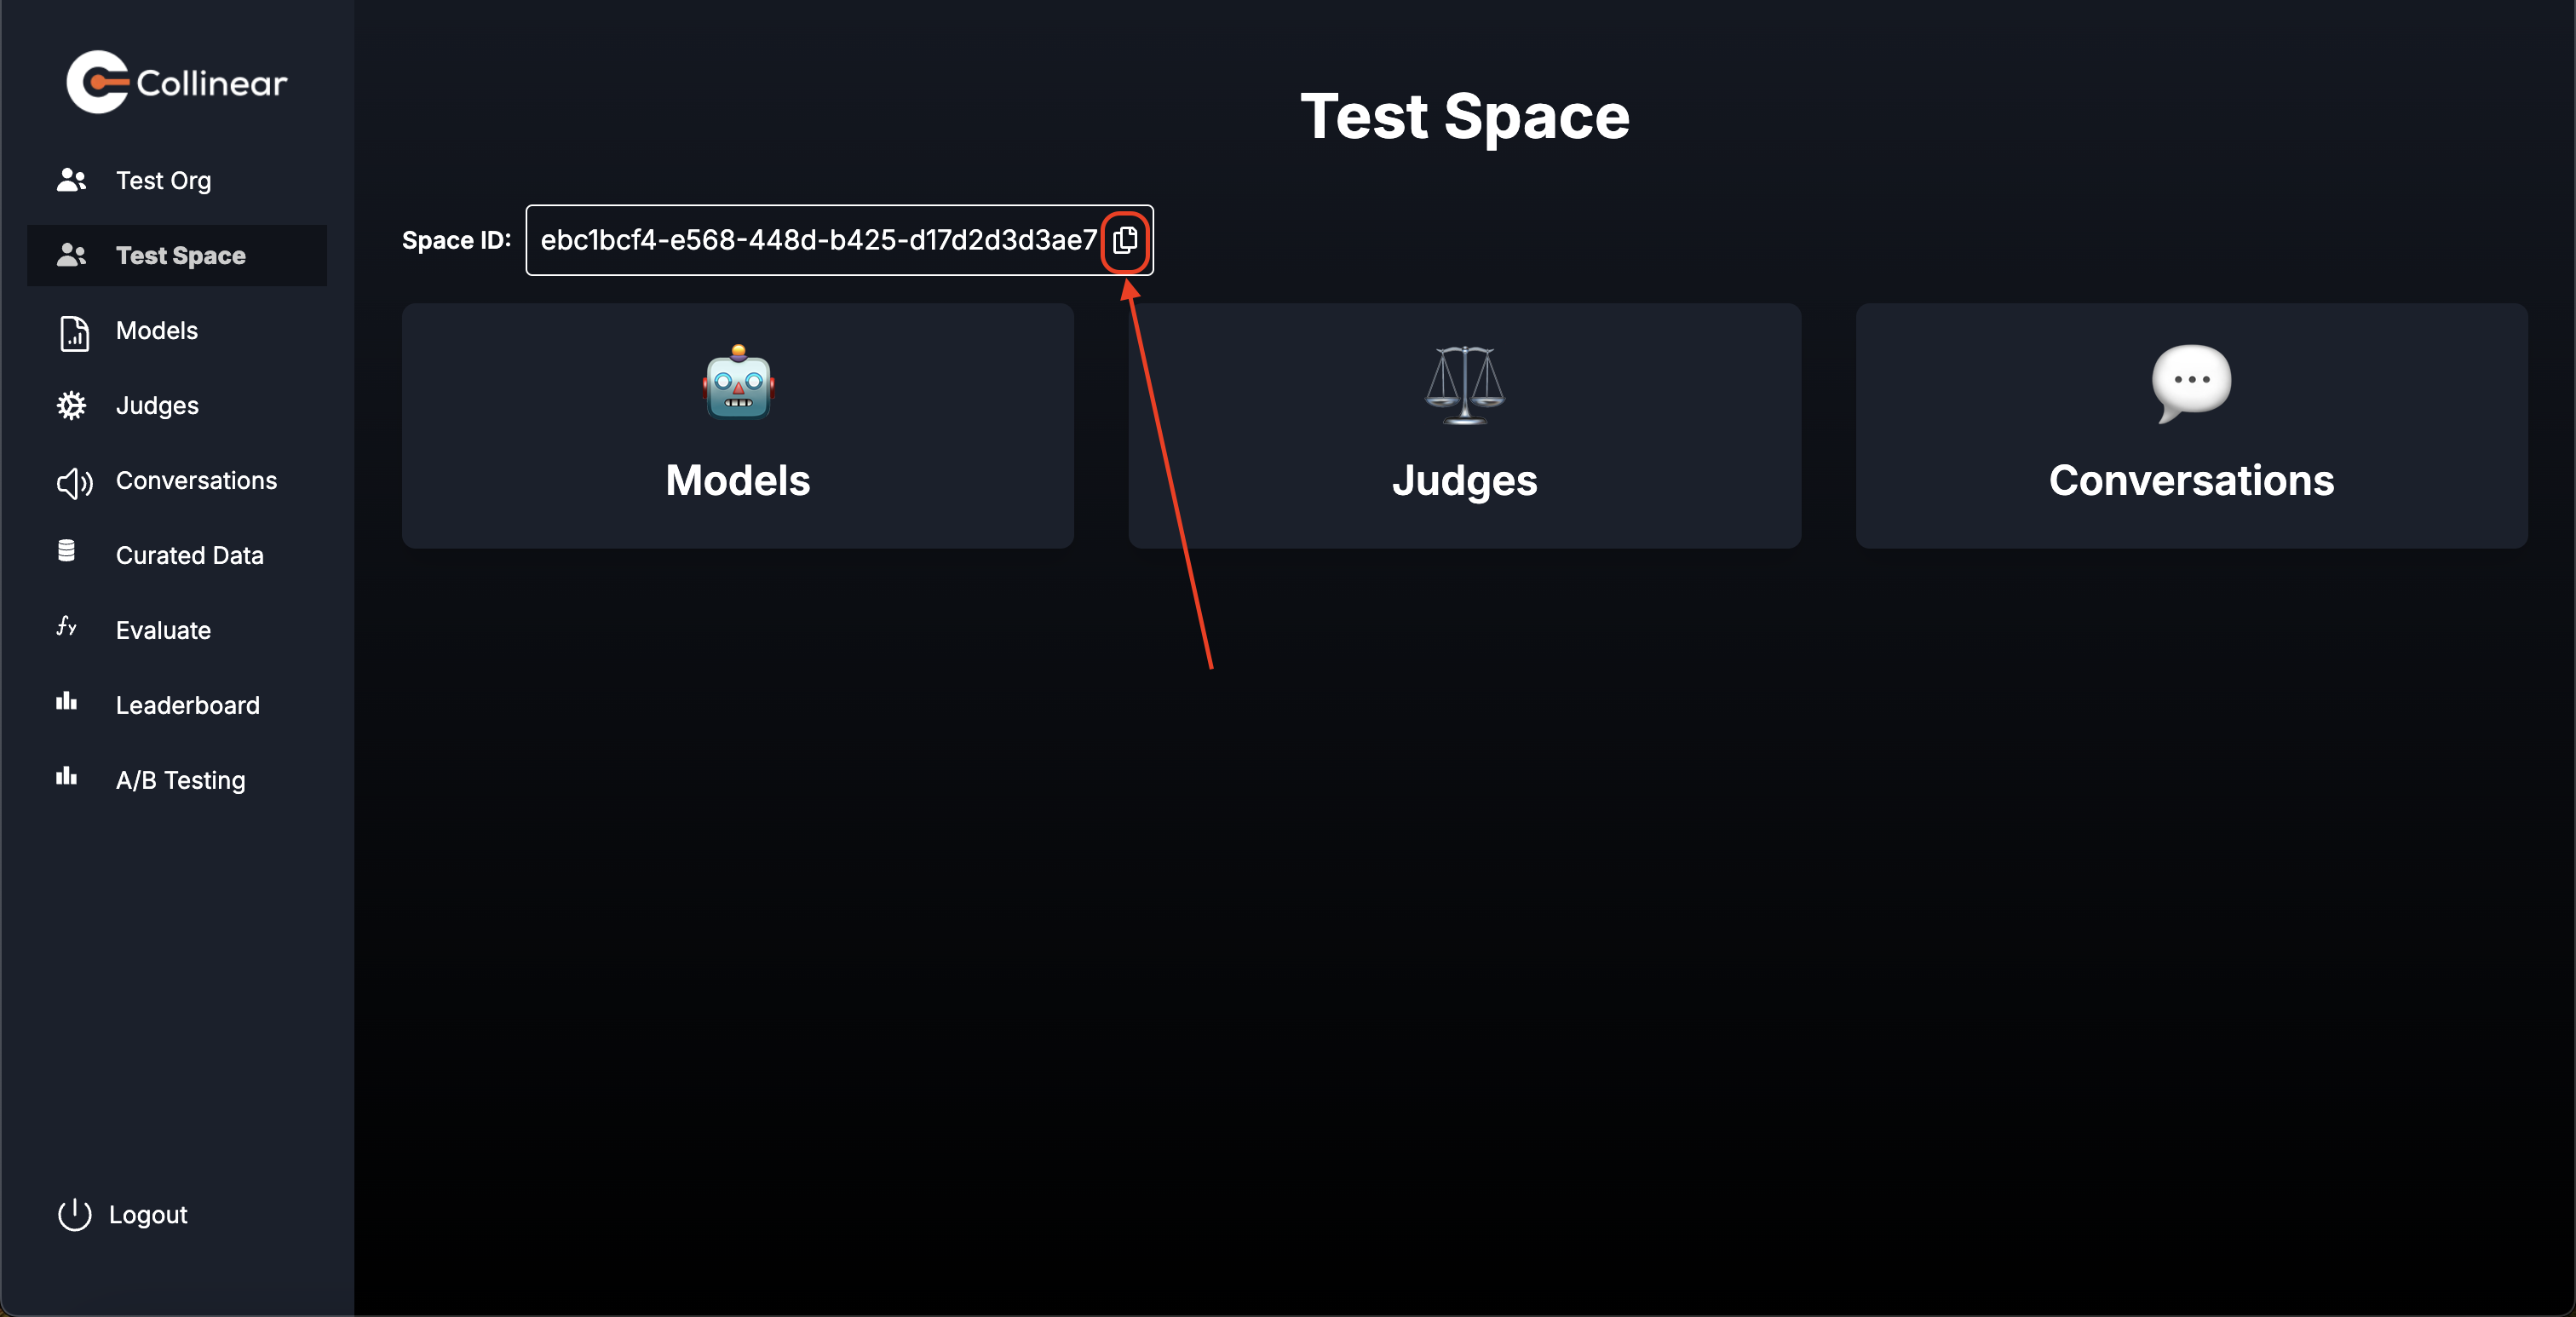 Collinear
Test Org
Test Space
Models
Judges
Conversations
Curated Data
Evaluate
Leaderboard
A/B Testing
Logout
Test Space
Space ID: ebc1bcf4-e568-448d-b425-d17d2d3d3ae7
Models
Judges
Conversations